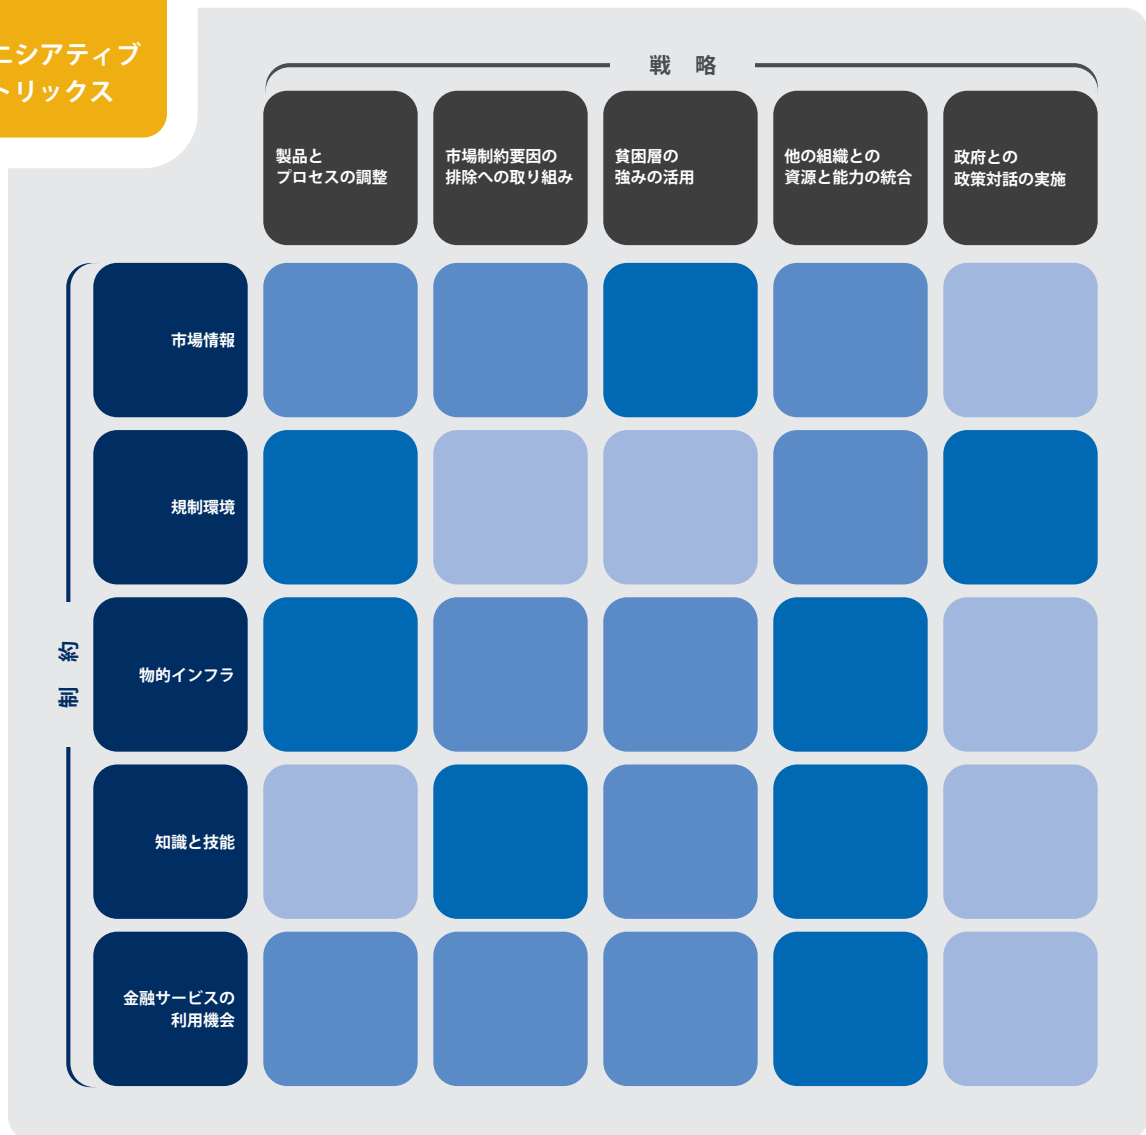 ニシアティブ
トリックス
戦 略
製品と
プロセスの調整
市場制約要因の
排除への取り組み
貧困層の
強みの活用
他の組織との
資源と能力の統合
政府との
政策対話の実施
制 約
市場情報
規制環境
物的インフラ
知識と技能
金融サービスの
利用機会